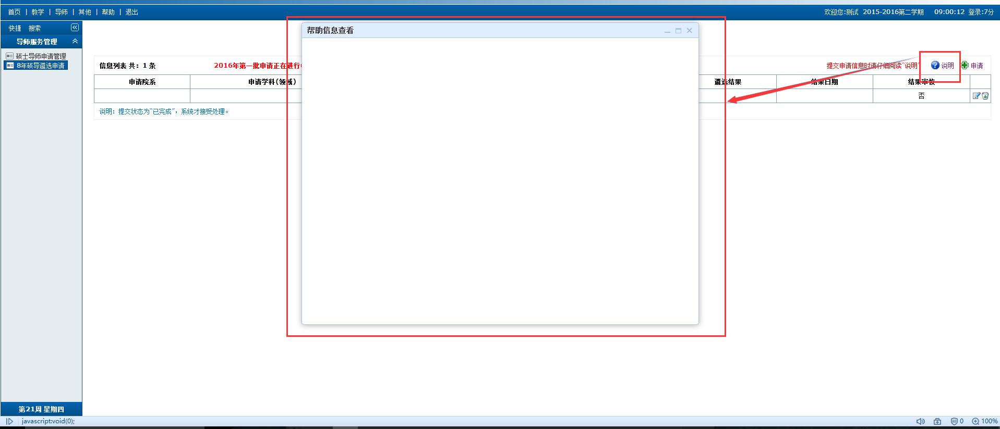 首页 | 教学 | 导师 | 其他 | 帮助 | 退出
欢迎您:测试 2015-2016第二学期 09:00:12 登录:7分
快捷 搜索
导师服务管理
硕士导师申请管理
8年硕导遴选申请
帮助信息查看
信息列表 共：1 条 2016年第一批申请正在进行 提交申请信息时请仔细阅读“说明” 说明 申请
申请院系 申请学科(领域) 遴选结果 结果日期 结果审核
否
说明：提交状态为“已完成”，系统才接受处理。
第21周 星期四
javascript:void(0);
0 100%